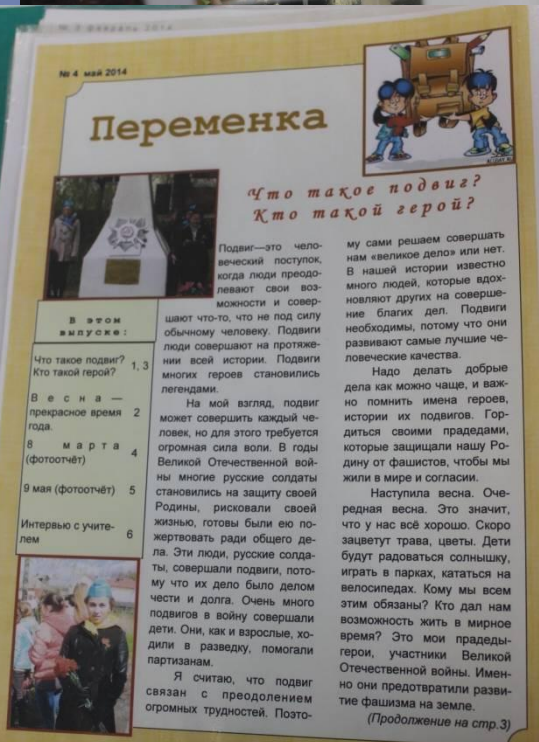 № 4 май 2014
Переменка
Что такое подвиг?
Кто такой герой?
В этом
выпуске:
Что такое подвиг? 1, 3
Кто такой герой?
Весна —
прекрасное время 2
года.
8 марта
(фотоотчёт) 4
9 мая (фотоотчёт) 5
Интервью с учите-
лем 6
Подвиг—это чело-
веческий поступок,
когда люди преодо-
левают свои воз-
можности и совер-
шают что-то, что не под силу
обычному человеку. Подвиги
люди совершают на протяже-
нии всей истории. Подвиги
многих героев становились
легендами.
На мой взгляд, подвиг
может совершить каждый че-
ловек, но для этого требуется
огромная сила воли. В годы
Великой Отечественной вой-
ны многие русские солдаты
становились на защиту своей
Родины, рисковали своей
жизнью, готовы были ею по-
жертвовать ради общего де-
ла. Эти люди, русские солда-
ты, совершали подвиги, пото-
му что их дело было делом
чести и долга. Очень много
подвигов в войну совершали
дети. Они, как и взрослые, хо-
дили в разведку, помогали
партизанам.
Я считаю, что подвиг
связан с преодолением
огромных трудностей. Поэто-
му сами решаем совершать
нам «великое дело» или нет.
В нашей истории известно
много людей, которые вдох-
новляют других на соверше-
ние благих дел. Подвиги
необходимы, потому что они
развивают самые лучшие че-
ловеческие качества.
Надо делать добрые
дела как можно чаще, и важ-
но помнить имена героев,
истории их подвигов. Гор-
диться своими прадедами,
которые защищали нашу Ро-
дину от фашистов, чтобы мы
жили в мире и согласии.
Наступила весна. Оче-
редная весна. Это значит,
что у нас всё хорошо. Скоро
зацветут трава, цветы. Дети
будут радоваться солнышку,
играть в парках, кататься на
велосипедах. Кому мы всем
этим обязаны? Кто дал нам
возможность жить в мирное
время? Это мои прадеды-
герои, участники Великой
Отечественной войны. Имен-
но они предотвратили разви-
тие фашизма на земле.
(Продолжение на стр.3)